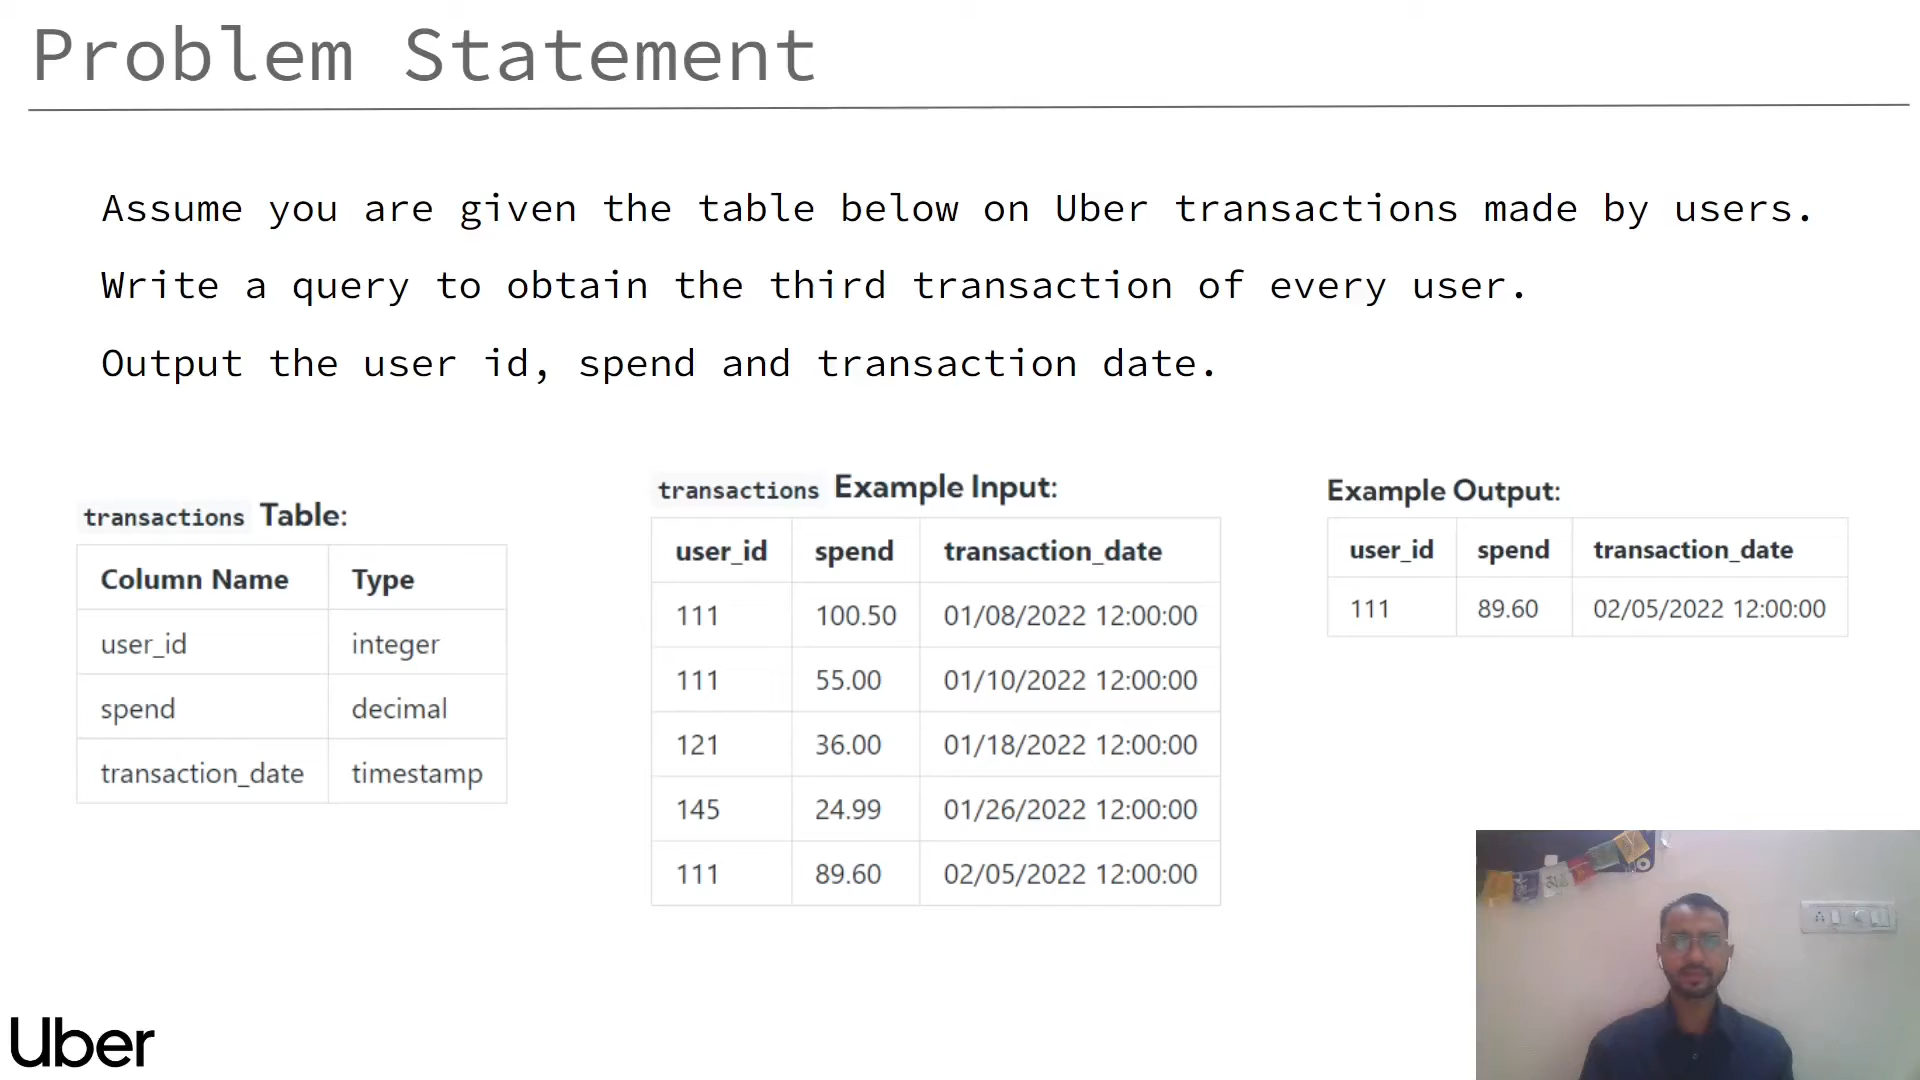 Problem Statement
Assume you are given the table below on Uber transactions made by users.
Write a query to obtain the third transaction of every user.
Output the user id, spend and transaction date.
transactions Table:
Column Name Type
user_id integer
spend decimal
transaction_date timestamp
transactions Example Input:
user_id spend transaction_date
111 100.50 01/08/2022 12:00:00
111 55.00 01/10/2022 12:00:00
121 36.00 01/18/2022 12:00:00
145 24.99 01/26/2022 12:00:00
111 89.60 02/05/2022 12:00:00
Example Output:
user_id spend transaction_date
111 89.60 02/05/2022 12:00:00
Uber